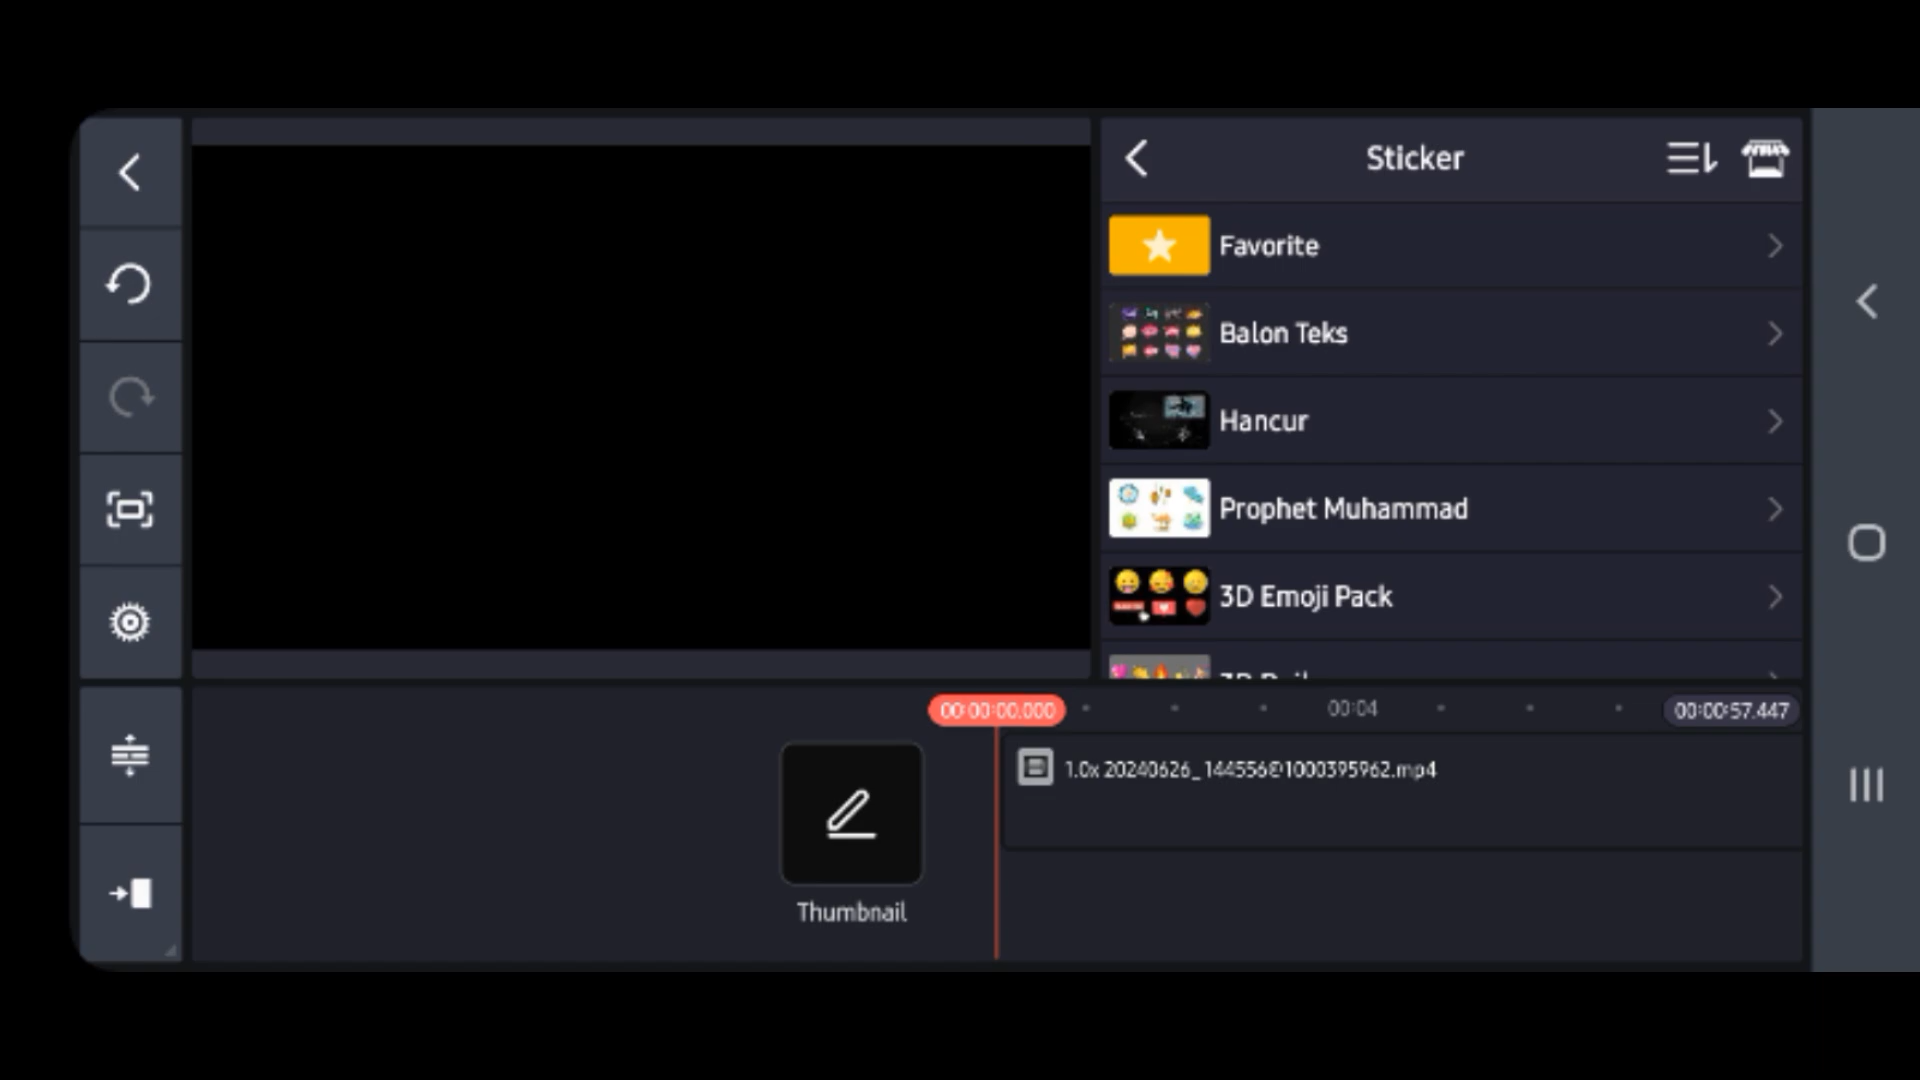 Sticker
Favorite
Balon Teks
Hancur
Prophet Muhammad
3D Emoji Pack
00:00:00.000
00:04
00:00:57.447
1.0x 20240626_144556@1000395962.mp4
Thumbnail